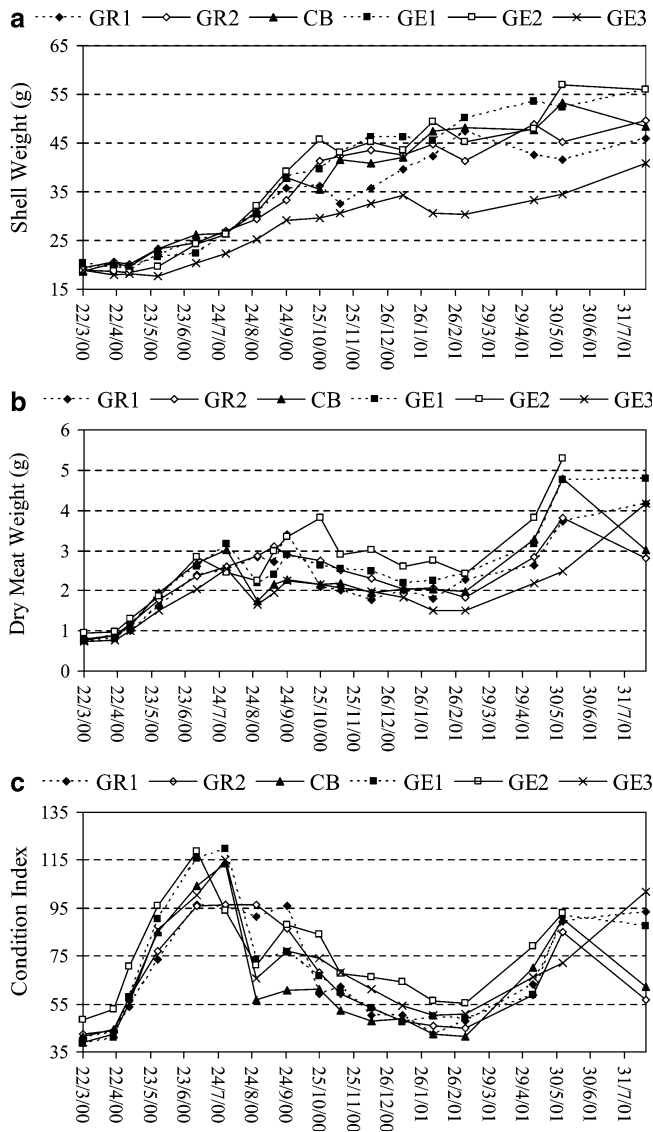 a GR1 GR2 CB GE1 GE2 GE3
Shell Weight (g)
65
55
45
35
25
15
22/3/00 22/4/00 23/5/00 23/6/00 24/7/00 24/8/00 24/9/00 25/10/00 25/11/00 26/12/00 26/1/01 26/2/01 29/3/01 29/4/01 30/5/01 30/6/01 31/7/01
b GR1 GR2 CB GE1 GE2 GE3
Dry Meat Weight (g)
6
5
4
3
2
1
0
22/3/00 22/4/00 23/5/00 23/6/00 24/7/00 24/8/00 24/9/00 25/10/00 25/11/00 26/12/00 26/1/01 26/2/01 29/3/01 29/4/01 30/5/01 30/6/01 31/7/01
c GR1 GR2 CB GE1 GE2 GE3
Condition Index
135
115
95
75
55
35
22/3/00 22/4/00 23/5/00 23/6/00 24/7/00 24/8/00 24/9/00 25/10/00 25/11/00 26/12/00 26/1/01 26/2/01 29/3/01 29/4/01 30/5/01 30/6/01 31/7/01